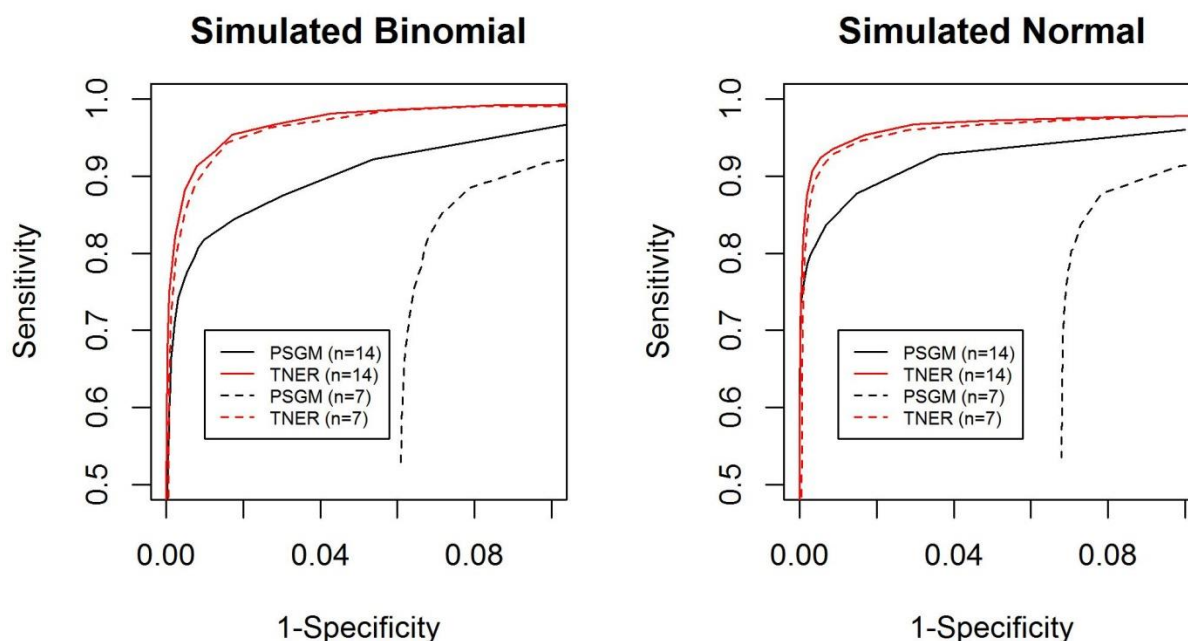 Simulated Binomial
Sensitivity
1.0
0.9
0.8
0.7
0.6
0.5
PSGM (n=14)
TNER (n=14)
PSGM (n=7)
TNER (n=7)
0.00 0.04 0.08
1-Specificity
Simulated Normal
Sensitivity
1.0
0.9
0.8
0.7
0.6
0.5
PSGM (n=14)
TNER (n=14)
PSGM (n=7)
TNER (n=7)
0.00 0.04 0.08
1-Specificity